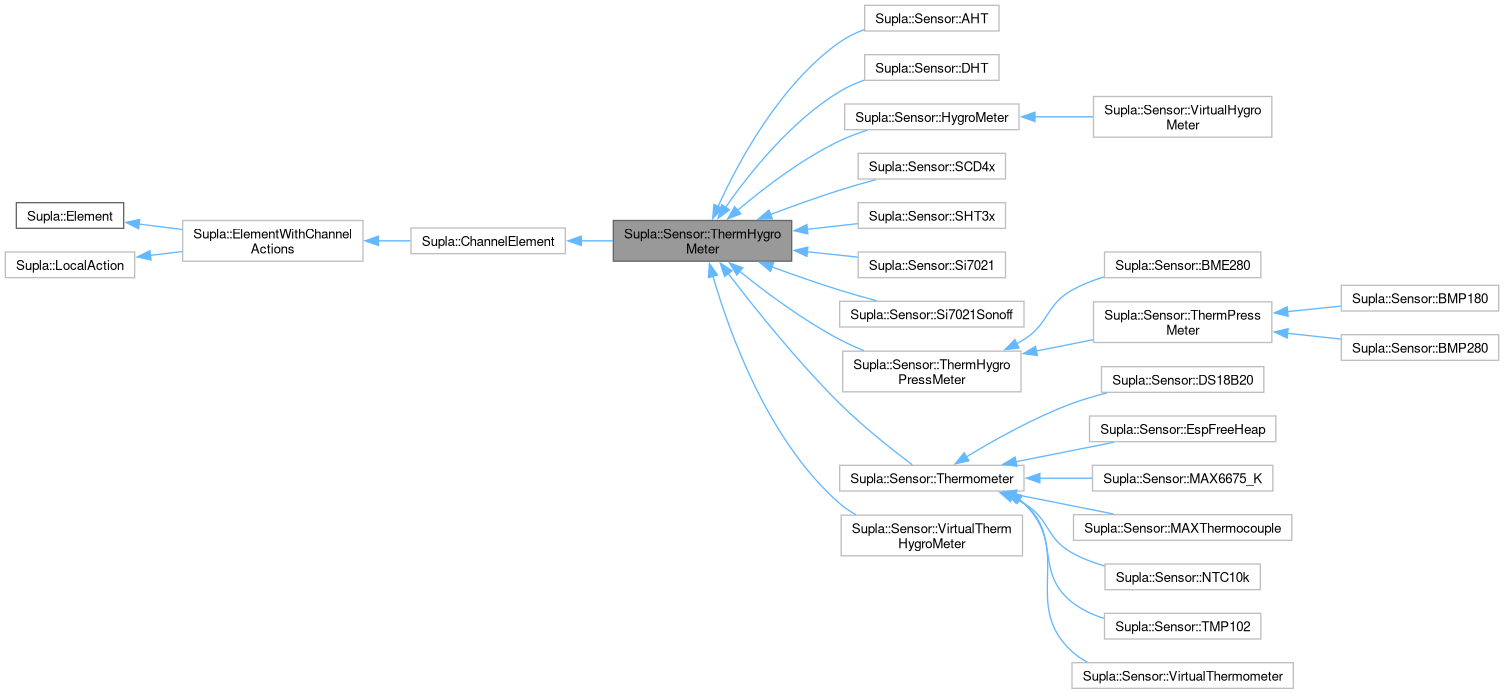 Supla::Element
Supla::LocalAction
Supla::ElementWithChannel
Actions
Supla::ChannelElement
Supla::Sensor::ThermHygro
Meter
Supla::Sensor::AHT
Supla::Sensor::DHT
Supla::Sensor::HygroMeter
Supla::Sensor::SCD4x
Supla::Sensor::SHT3x
Supla::Sensor::Si7021
Supla::Sensor::Si7021Sonoff
Supla::Sensor::ThermHygro
PressMeter
Supla::Sensor::Thermometer
Supla::Sensor::VirtualTherm
HygroMeter
Supla::Sensor::VirtualHygro
Meter
Supla::Sensor::BME280
Supla::Sensor::ThermPress
Meter
Supla::Sensor::DS18B20
Supla::Sensor::EspFreeHeap
Supla::Sensor::MAX6675_K
Supla::Sensor::MAXThermocouple
Supla::Sensor::NTC10k
Supla::Sensor::TMP102
Supla::Sensor::VirtualThermometer
Supla::Sensor::BMP180
Supla::Sensor::BMP280